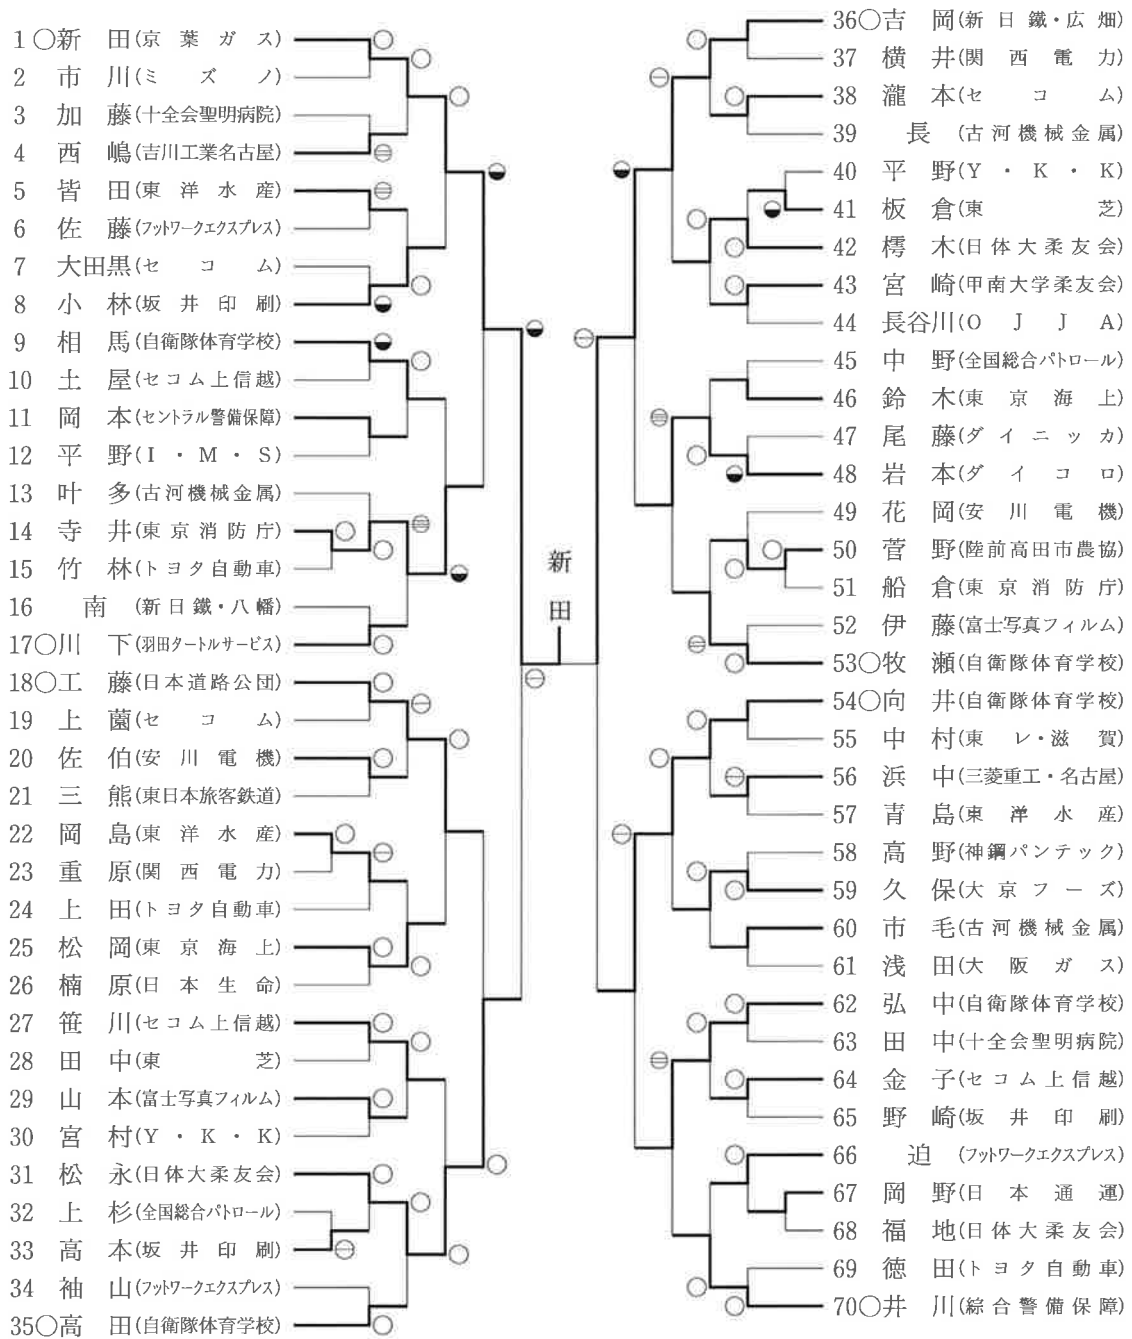 1○新田(京葉ガス)
2 市川(ミズノ)
3 加藤(十全会聖明病院)
4 西嶋(吉川工業名古屋)
5 皆田(東洋水産)
6 佐藤(フットワークエクスプレス)
7 大田黒(セコム)
8 小林(坂井印刷)
9 相馬(自衛隊体育学校)
10 土屋(セコム上信越)
11 岡本(セントラル警備保障)
12 平野(I・M・S)
13 叶多(古河機械金属)
14 寺井(東京消防庁)
15 竹林(トヨタ自動車)
16 南(新日鐵・八幡)
17○川下(羽田タートルサービス)
18○工藤(日本道路公団)
19 上薗(セコム)
20 佐伯(安川電機)
21 三熊(東日本旅客鉄道)
22 岡島(東洋水産)
23 重原(関西電力)
24 上田(トヨタ自動車)
25 松岡(東京海上)
26 楠原(日本生命)
27 笹川(セコム上信越)
28 田中(東芝)
29 山本(富士写真フィルム)
30 宮村(Y・K・K)
31 松永(日体大柔友会)
32 上杉(全国総合パトロール)
33 高本(坂井印刷)
34 袖山(フットワークエクスプレス)
35○高田(自衛隊体育学校)
新田
36○吉岡(新日鐵・広畑)
37 横井(関西電力)
38 瀧本(セコム)
39 長(古河機械金属)
40 平野(Y・K・K)
41 板倉(東芝)
42 樗木(日体大柔友会)
43 宮崎(甲南大学柔友会)
44 長谷川(OJJA)
45 中野(全国総合パトロール)
46 鈴木(東京海上)
47 尾藤(ダイニッカ)
48 岩本(ダイコロ)
49 花岡(安川電機)
50 菅野(陸前高田市農協)
51 船倉(東京消防庁)
52 伊藤(富士写真フィルム)
53○牧瀬(自衛隊体育学校)
54○向井(自衛隊体育学校)
55 中村(東レ・滋賀)
56 浜中(三菱重工・名古屋)
57 青島(東洋水産)
58 高野(神鋼パンテック)
59 久保(大京フーズ)
60 市毛(古河機械金属)
61 浅田(大阪ガス)
62 弘中(自衛隊体育学校)
63 田中(十全会聖明病院)
64 金子(セコム上信越)
65 野崎(坂井印刷)
66 迫(フットワークエクスプレス)
67 岡野(日本通運)
68 福地(日体大柔友会)
69 徳田(トヨタ自動車)
70○井川(綜合警備保障)